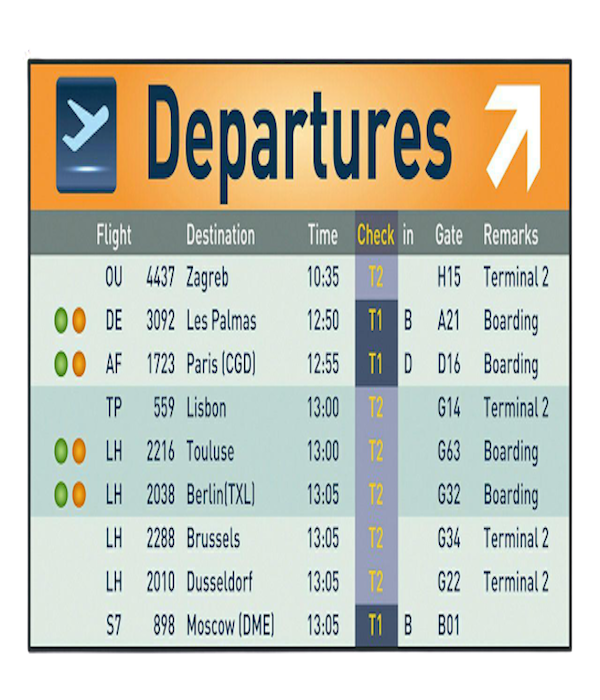 Departures
Flight Destination Time Check in Gate Remarks
OU 4437 Zagreb 10:35 T2 H15 Terminal 2
DE 3092 Les Palmas 12:50 T1 B A21 Boarding
AF 1723 Paris (CGD) 12:55 T1 D D16 Boarding
TP 559 Lisbon 13:00 T2 G14 Terminal 2
LH 2216 Touluse 13:00 T2 G63 Boarding
LH 2038 Berlin(TXL) 13:05 T2 G32 Boarding
LH 2288 Brussels 13:05 T2 G34 Terminal 2
LH 2010 Dusseldorf 13:05 T2 G22 Terminal 2
S7 898 Moscow (DME) 13:05 T1 B B01